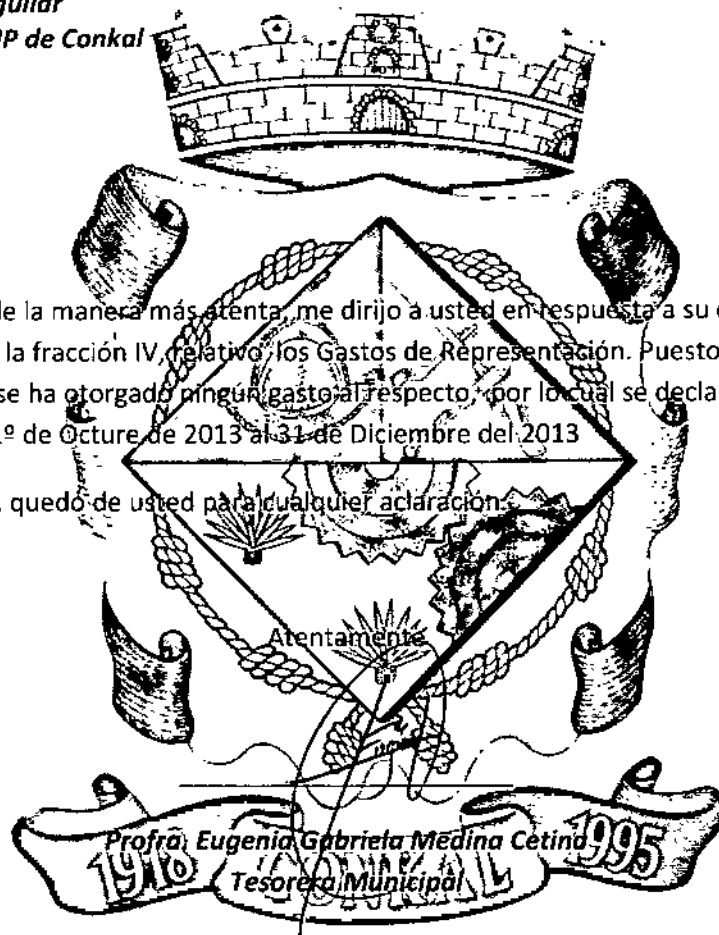 guilar
IP de Conkal
de la manera más atenta, me dirijo a usted en respuesta a su
la fracción IV, relativo, los Gastos de Representación. Puesto
se ha otorgado ningún gasto al respecto, por lo cual se decla
º de Octure de 2013 al 31 de Diciembre del 2013
, quedo de usted para cualquier aclaración.
Atentamente
Profra. Eugenia Gabriela Medina Cetina
1918 CONKAL 1995
Tesorera Municipal